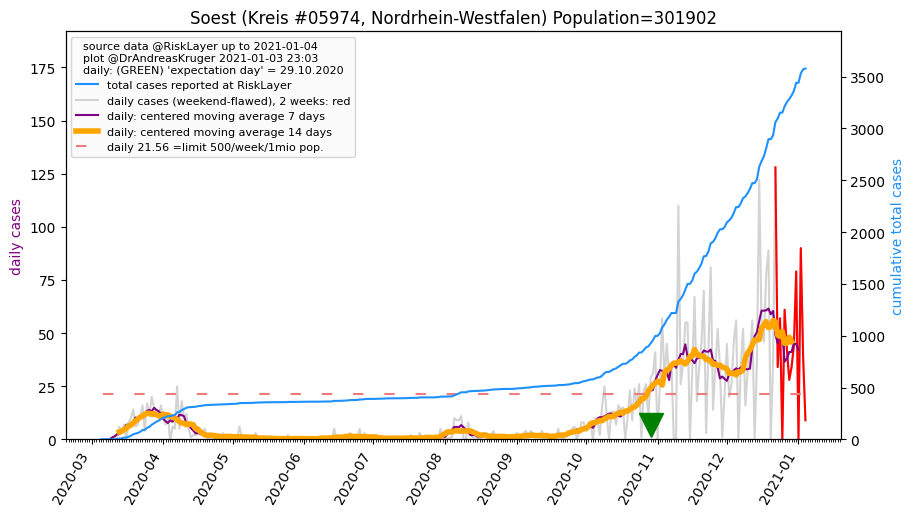 Soest (Kreis #05974, Nordrhein-Westfalen) Population=301902
source data @RiskLayer up to 2021-01-04
plot @DrAndreasKruger 2021-01-03 23:03
daily: (GREEN) 'expectation day' = 29.10.2020
total cases reported at RiskLayer
daily cases (weekend-flawed), 2 weeks: red
daily: centered moving average 7 days
daily: centered moving average 14 days
daily 21.56 =limit 500/week/1mio pop.
daily cases
175
150
125
100
75
50
25
0
cumulative total cases
3500
3000
2500
2000
1500
1000
500
0
2020-03
2020-04
2020-05
2020-06
2020-07
2020-08
2020-09
2020-10
2020-11
2020-12
2021-01